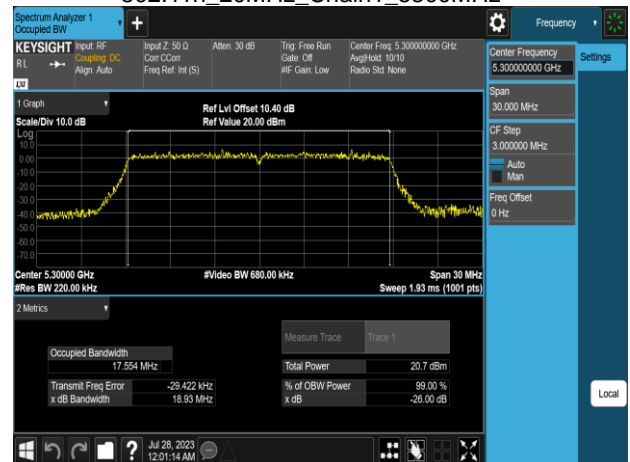 Spectrum Analyzer 1
Occupied BW
+
Frequency
KEYSIGHT
RL
LXI
Input: RF
Coupling: DC
Align: Auto
Input Z: 50 Ω
Corr CCorr
Freq Ref: Int (S)
Atten: 30 dB
Trig: Free Run
Gate: Off
#IF Gain: Low
Center Freq: 5.300000000 GHz
Avg|Hold: 10/10
Radio Std: None
Center Frequency
5.300000000 GHz
Settings
Span
30.000 MHz
CF Step
3.000000 MHz
Auto
Man
Freq Offset
0 Hz
1 Graph
Scale/Div 10.0 dB
Ref Lvl Offset 10.40 dB
Ref Value 20.00 dBm
Log
10.0
0.00
-10.0
-20.0
-30.0
-40.0
-50.0
-60.0
-70.0
Center 5.30000 GHz
#Res BW 220.00 kHz
#Video BW 680.00 kHz
Span 30 MHz
Sweep 1.93 ms (1001 pts)
2 Metrics
Measure Trace
Trace 1
Occupied Bandwidth
17.554 MHz
Total Power 20.7 dBm
Transmit Freq Error -29.422 kHz
% of OBW Power 99.00 %
x dB Bandwidth 18.93 MHz
x dB -26.00 dB
Local
?
Jul 28, 2023
12:01:14 AM